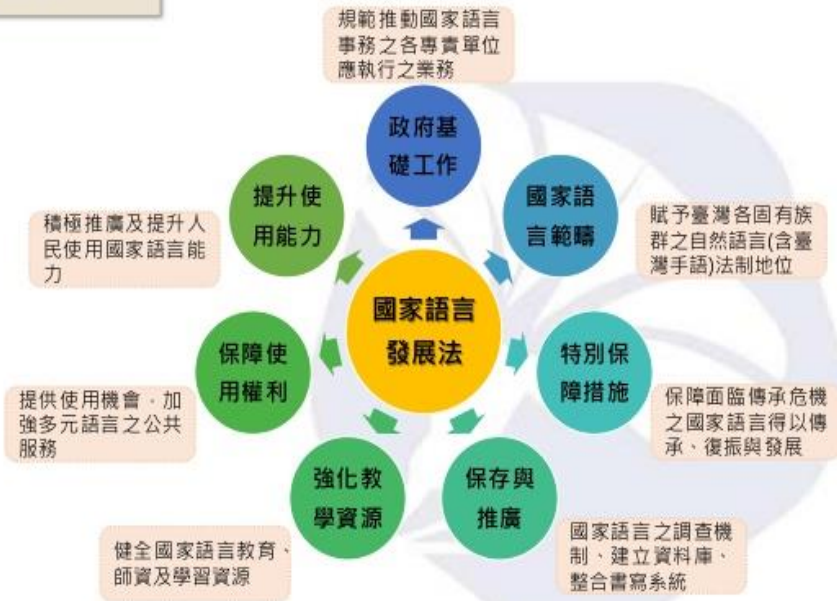 規範推動國家語言
事務之各專責單位
應執行之業務
政府基
礎工作
國家語
言範疇
賦予臺灣各固有族
群之自然語言(含臺
灣手語)法制地位
特別保
障措施
保障面臨傳承危機
之國家語言得以傳
承、復振與發展
保存與
推廣
國家語言之調查機
制、建立資料庫、
整合書寫系統
強化教
學資源
健全國家語言教育、
師資及學習資源
保障使
用權利
提供使用機會，加
強多元語言之公共
服務
提升使
用能力
積極推廣及提升人
民使用國家語言能
力
國家語言
發展法